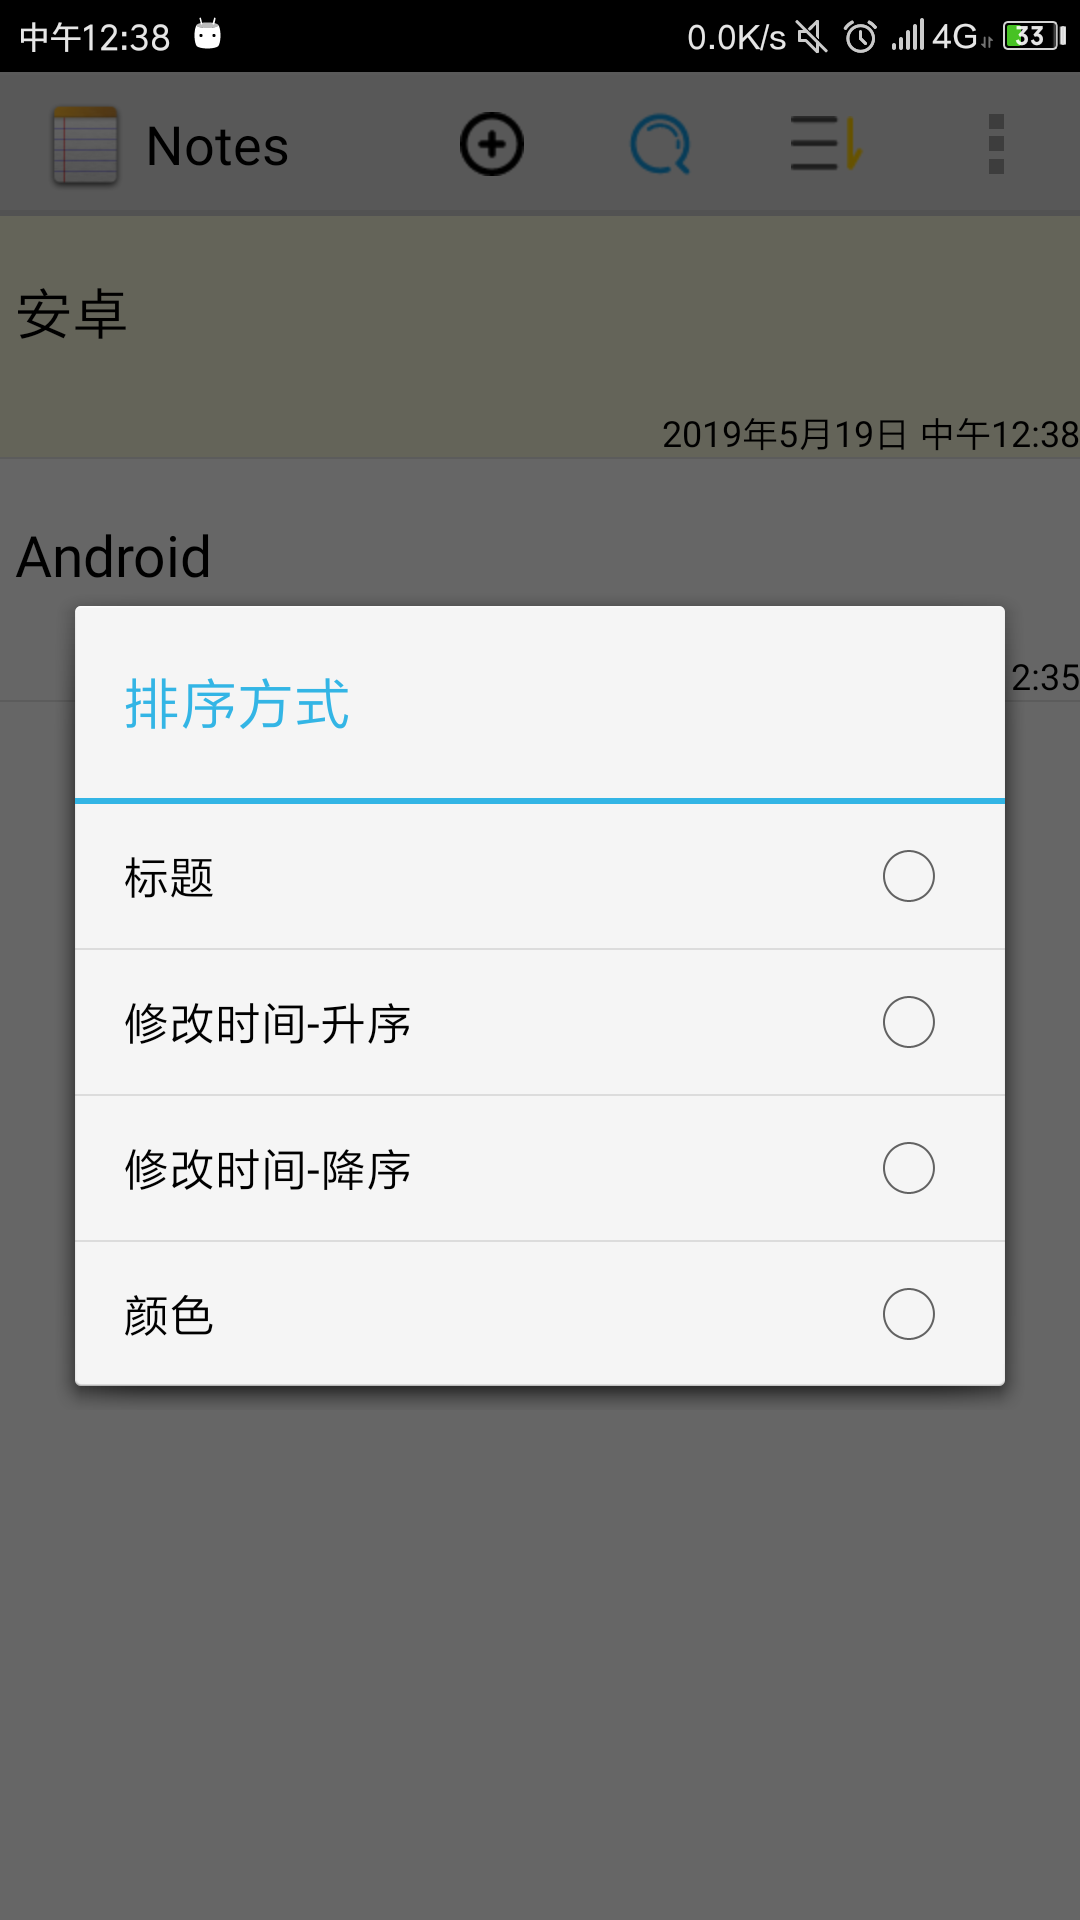 中午12:38 0.0K/s 4G 33
Notes
安卓
2019年5月19日 中午12:38
Android
2:35
排序方式
标题
修改时间-升序
修改时间-降序
颜色